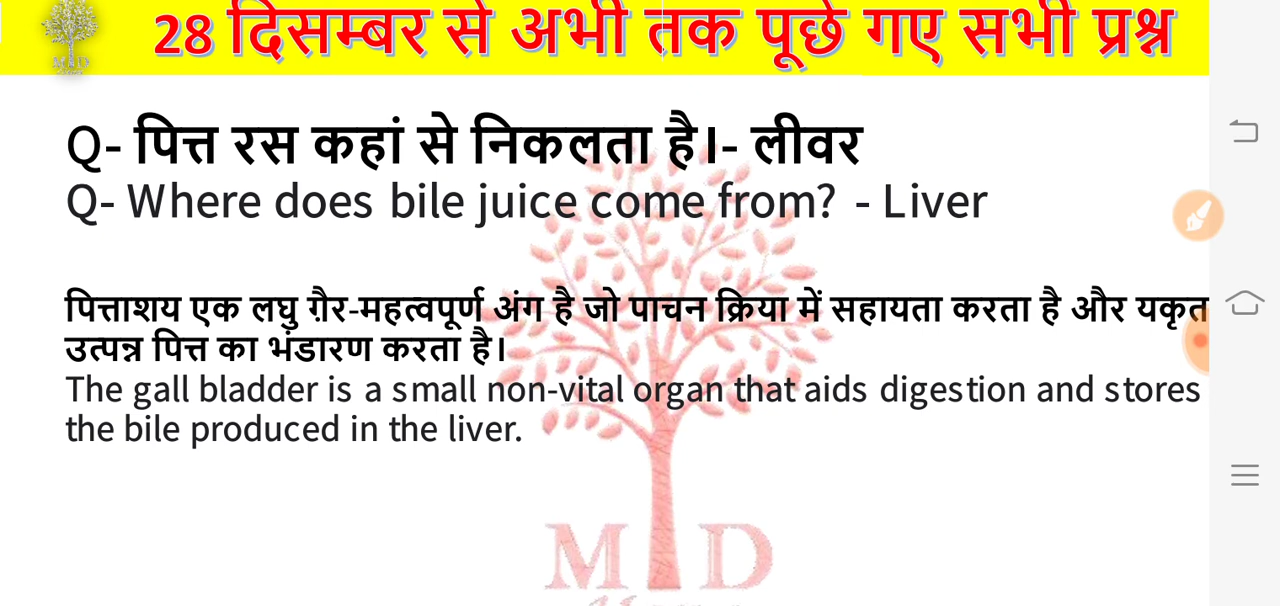 28 दिसम्बर से अभी तक पूछे गए सभी प्रश्न
M D
Q- पित्त रस कहां से निकलता है।- लीवर
Q- Where does bile juice come from? - Liver
पित्ताशय एक लघु ग़ैर-महत्वपूर्ण अंग है जो पाचन क्रिया में सहायता करता है और यकृत
उत्पन्न पित्त का भंडारण करता है।
The gall bladder is a small non-vital organ that aids digestion and stores
the bile produced in the liver.
M D